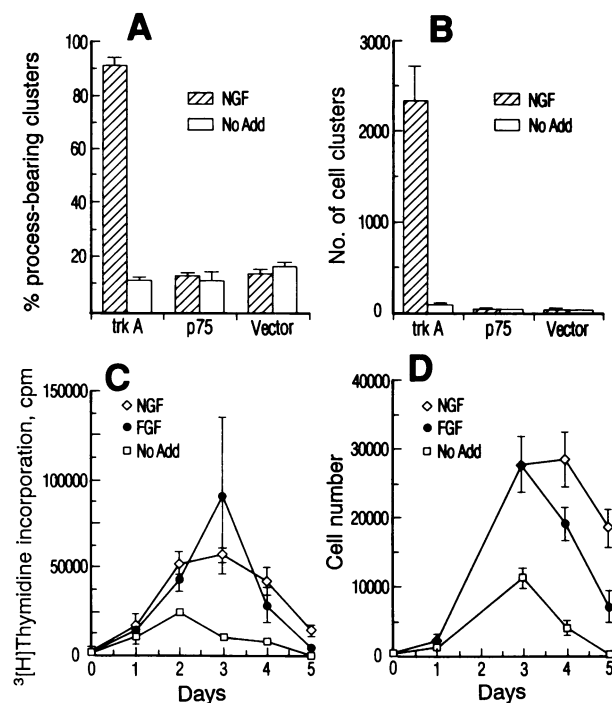 A
% process-bearing clusters
100
80
60
40
20
NGF
No Add
trk A p75 Vector
B
No. of cell clusters
3000
2000
1000
0
NGF
No Add
trk A p75 Vector
C
³[H]Thymidine incorporation, cpm
150000
100000
50000
0
NGF
FGF
No Add
0 1 2 3 4 5
Days
D
Cell number
40000
30000
20000
10000
0
NGF
FGF
No Add
0 1 2 3 4 5
Days